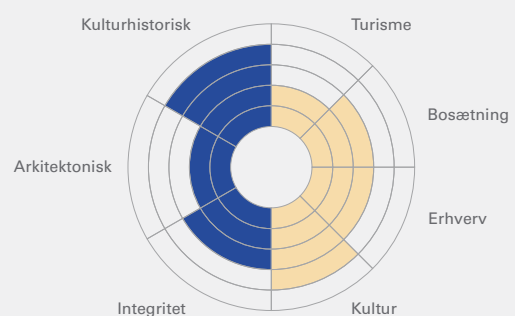 Kulturhistorisk
Turisme
Bosætning
Arkitektonisk
Erhverv
Integritet
Kultur